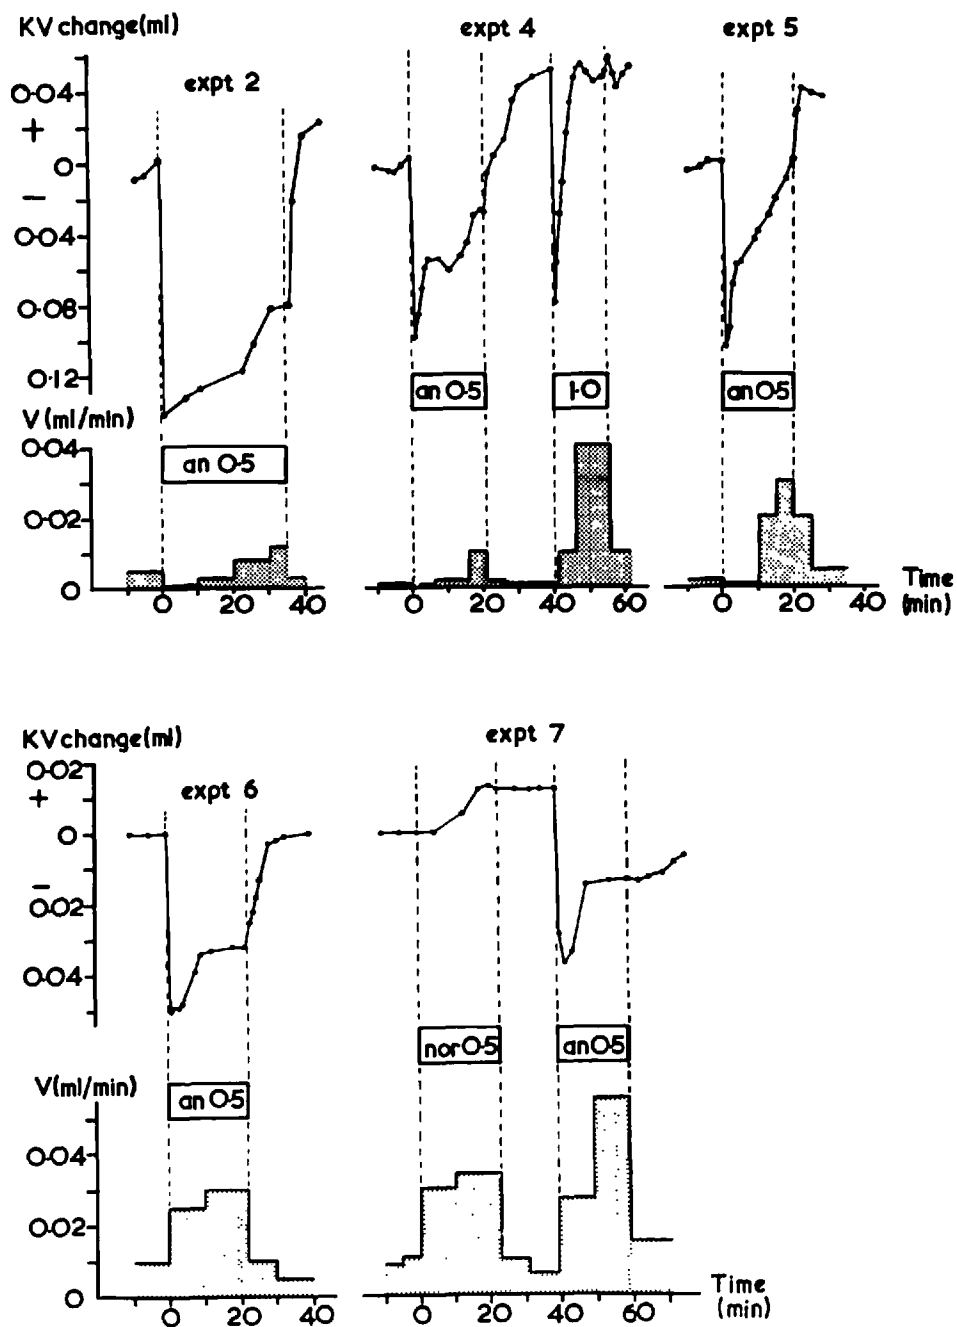 KV change(ml)
expt 4
expt 5
expt 2
0·04
+
0
−
0·04
0·08
0·12
an 0·5
1·0
an 0·5
V (ml/min)
0·04
an 0·5
0·02
0
0 20 40
0 20 40 60
0 20 40
Time
(min)
KV change(ml)
expt 7
0·02
expt 6
+
0
−
0·02
0·04
nor 0·5
an 0·5
V(ml/min)
an 0·5
0·04
0·02
0
0 20 40
0 20 40 60
Time
(min)